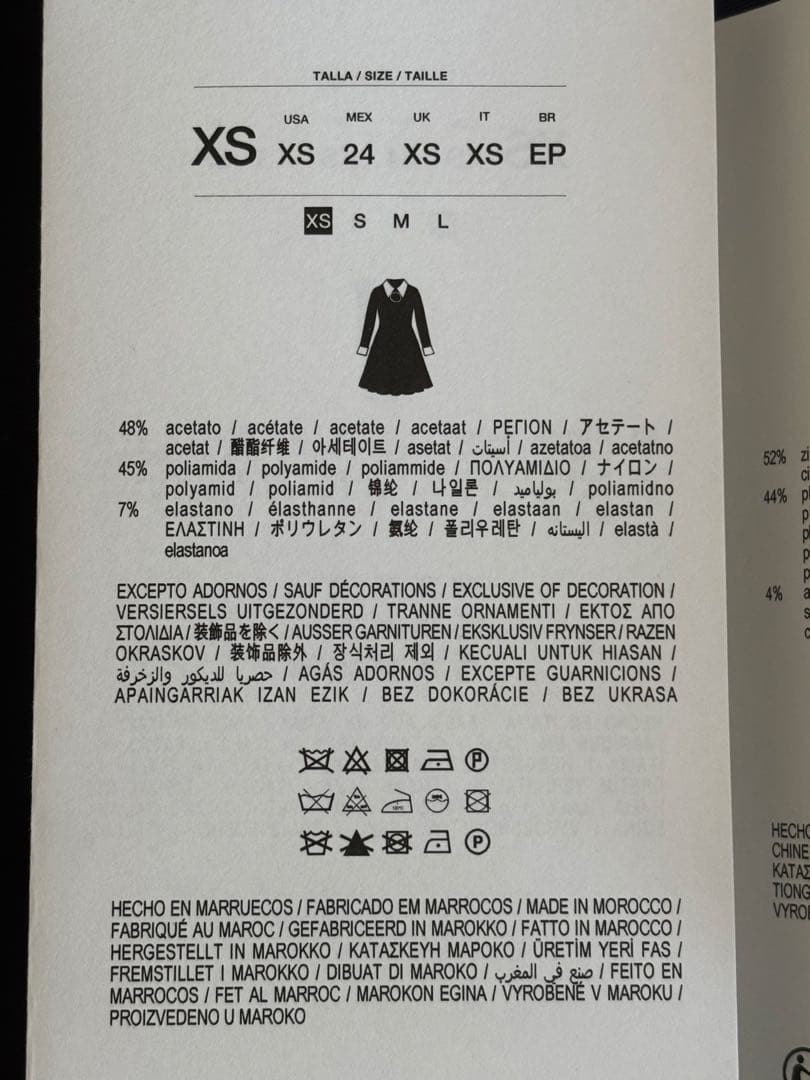 TALLA / SIZE / TAILLE
USA MEX UK IT BR
XS XS 24 XS XS EP
XS S M L
48% acetato / acétate / acetate / acetaat / ΡΕΓΙΟΝ / アセテート /
acetat / 醋酯纤维 / 아세테이트 / asetat / أسيتات / azetatoa / acetatno
45% poliamida / polyamide / poliammide / ΠΟΛΥΑΜΙΔΙΟ / ナイロン /
polyamid / poliamid / 锦纶 / 나일론 / بولياميد / poliamidno
7% elastano / élasthanne / elastane / elastaan / elastan /
ΕΛΑΣΤΙΝΗ / ポリウレタン / 氨纶 / 폴리우레탄 / اليستانه / elastà /
elastanoa
EXCEPTO ADORNOS / SAUF DÉCORATIONS / EXCLUSIVE OF DECORATION /
VERSIERSELS UITGEZONDERD / TRANNE ORNAMENTI / ΕΚΤΟΣ ΑΠΟ
ΣΤΟΛΙΔΙΑ / 装飾品を除く / AUSSER GARNITUREN / EKSKLUSIV FRYNSER / RAZEN
OKRASKOV / 装饰品除外 / 장식처리 제외 / KECUALI UNTUK HIASAN /
حصريا للديكور والزخرفة / AGÁS ADORNOS / EXCEPTE GUARNICIONS /
APAINGARRIAK IZAN EZIK / BEZ DOKORÁCIE / BEZ UKRASA
HECHO EN MARRUECOS / FABRICADO EM MARROCOS / MADE IN MOROCCO /
FABRIQUÉ AU MAROC / GEFABRICEERD IN MAROKKO / FATTO IN MAROCCO /
HERGESTELLT IN MAROKKO / ΚΑΤΑΣΚΕΥΗ ΜΑΡΟΚΟ / ÜRETİM YERİ FAS /
FREMSTILLET I MAROKKO / DIBUAT DI MAROKO / صنع في المغرب / FEITO EN
MARROCOS / FET AL MARROC / MAROKON EGINA / VYROBENÉ V MAROKU /
PROIZVEDENO U MAROKO
52%
44%
4%
CHINE